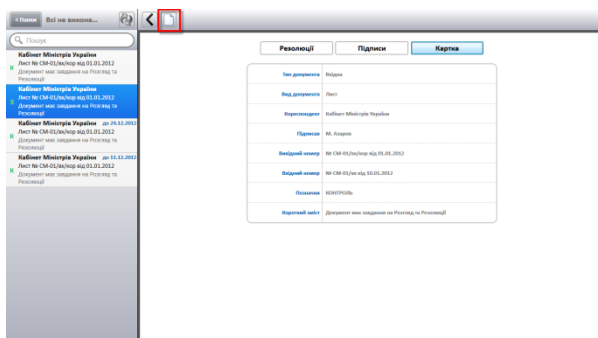 Папки
Всі не викона...
Пошук
Кабінет Міністрів України
Лист № СМ-01/вх/кор від 01.01.2012
Документ має завдання на Розгляд та
Резолюції
К
Кабінет Міністрів України
Лист № СМ-01/вх/кор від 01.01.2012
Документ має завдання на Розгляд та
Резолюції
К
Кабінет Міністрів України до 29.12.2012
Лист № СМ-01/вх/кор від 01.01.2012
Документ має завдання на Розгляд та
Резолюції
К
Кабінет Міністрів України до 31.12.2012
Лист № СМ-01/вх/кор від 01.01.2012
Документ має завдання на Розгляд та
Резолюції
К
Резолюції Підписи Картка
Тип документа Вхідна
Вид документа Лист
Кореспондент Кабінет Міністрів України
Підписав М. Азаров
Вихідний номер № СМ-01/вх/кор від 01.01.2012
Вхідний номер № СМ-01/вх від 10.01.2012
Позначки КОНТРОЛЬ
Короткий зміст Документ має завдання на Розгляд та Резолюції